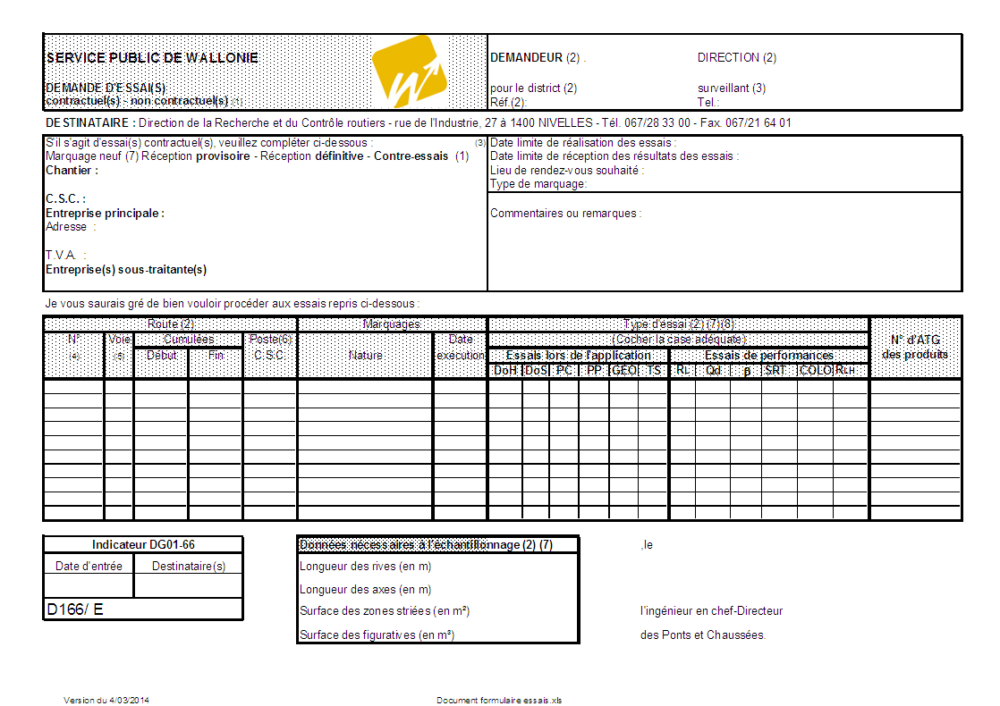 SERVICE PUBLIC DE WALLONIE
DEMANDE D'ESSAI(S)
contractuel(s) - non contractuel(s) (1)
DEMANDEUR (2) .
DIRECTION (2)
pour le district (2)
surveillant (3)
Réf.(2):
Tel.:
DESTINATAIRE : Direction de la Recherche et du Contrôle routiers - rue de l'Industrie, 27 à 1400 NIVELLES - Tél. 067/28 33 00 - Fax. 067/21 64 01
S'il s'agit d'essai(s) contractuel(s), veuillez compléter ci-dessous : (3)
Marquage neuf (7) Réception provisoire - Réception définitive - Contre-essais (1)
Chantier :
C.S.C. :
Entreprise principale :
Adresse :
T.V.A. :
Entreprise(s) sous-traitante(s)
Date limite de réalisation des essais :
Date limite de réception des résultats des essais :
Lieu de rendez-vous souhaité :
Type de marquage:
Commentaires ou remarques :
Je vous saurais gré de bien vouloir procéder aux essais repris ci-dessous :
Route (2)
Marquages
Type d'essai (2) (7)(8)
N° Voie Cumulées Poste(6) Date
(Cocher la case adéquate)
N° d'ATG
(4) (5) Début Fin C.S.C Nature exécution
Essais lors de l'application
Essais de performances
des produits
DoH DoS PC PP GEO TS RL Qd β SRT COLO RLH
Indicateur DG01-66
Date d'entrée Destinataire(s)
D166/ E
Données nécessaires à l'échantillonnage (2) (7)
Longueur des rives (en m)
Longueur des axes (en m)
Surface des zones striées (en m²)
Surface des figuratives (en m²)
,le
l'ingénieur en chef-Directeur
des Ponts et Chaussées.
Version du 4/03/2014
Document formulaire essais.xls